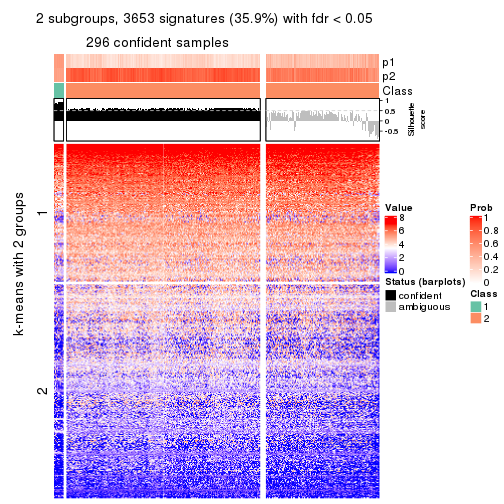 2 subgroups, 3653 signatures (35.9%) with fdr < 0.05
296 confident samples
p1
p2
Class
1
0.5
0
-0.5
Silhouette
score
k-means with 2 groups
1
2
Value
8
6
4
2
0
Status (barplots)
confident
ambiguous
Prob
1
0.8
0.6
0.4
0.2
0
Class
1
2